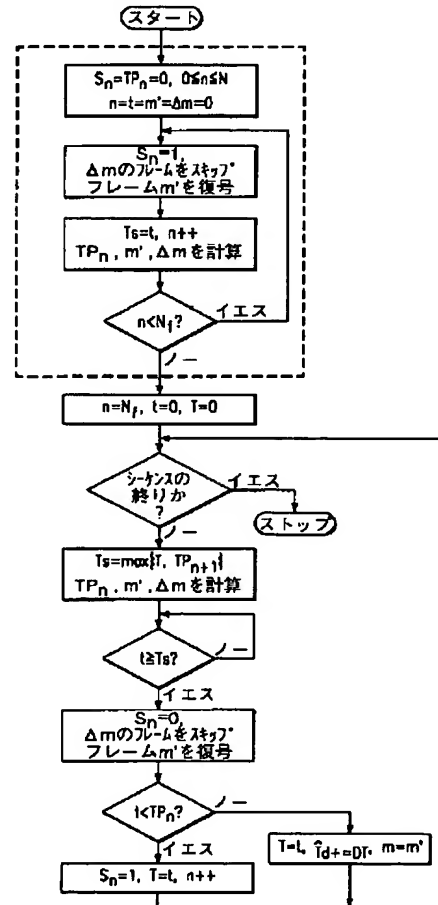 スタート
Sn=TPn=0, 0≤n≤N
n=t=m'=Δm=0
Sn=1,
Δmのフレームをスキップ
フレームm'を復号
Ts=t, n++
TPn, m', Δmを計算
n<Nf?
イエス
ノー
n=Nf, t=0, T=0
シーケンスの
終りか
?
イエス
ストップ
ノー
Ts=max{T, TPn+1}
TPn, m', Δmを計算
t≥Ts?
ノー
イエス
Sn=0,
Δmのフレームをスキップ
フレームm'を復号
t<TPn?
ノー
イエス
T=t, T̂d+=DT, m=m'
Sn=1, T=t, n++